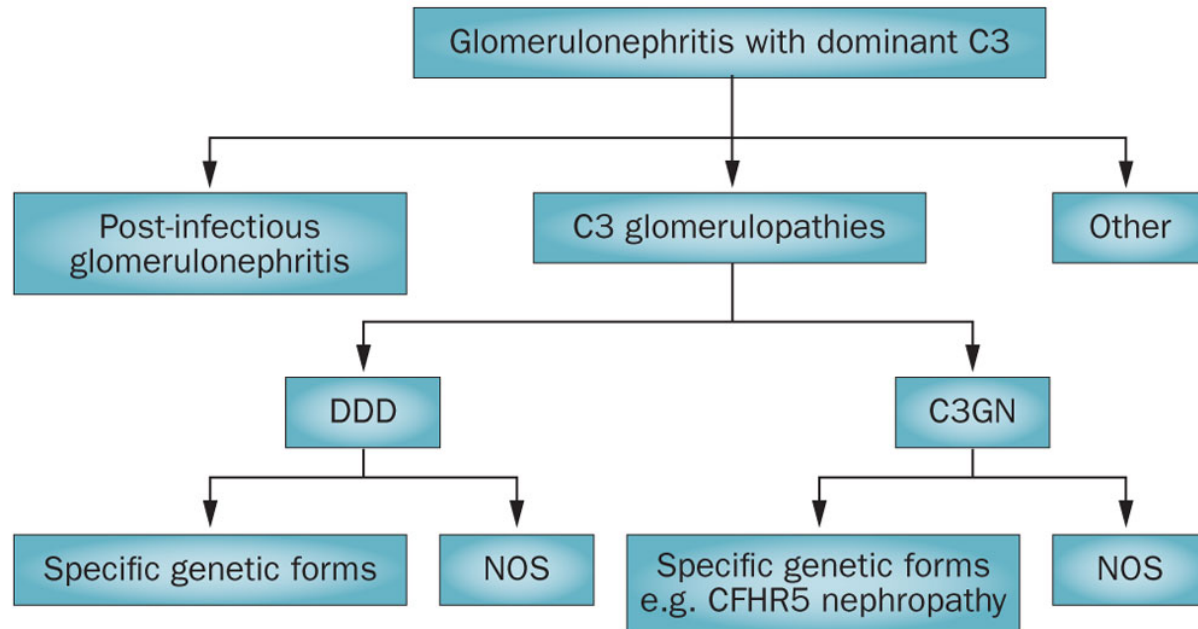 Glomerulonephritis with dominant C3
Post-infectious
glomerulonephritis
C3 glomerulopathies
Other
DDD
C3GN
Specific genetic forms
NOS
Specific genetic forms
e.g. CFHR5 nephropathy
NOS